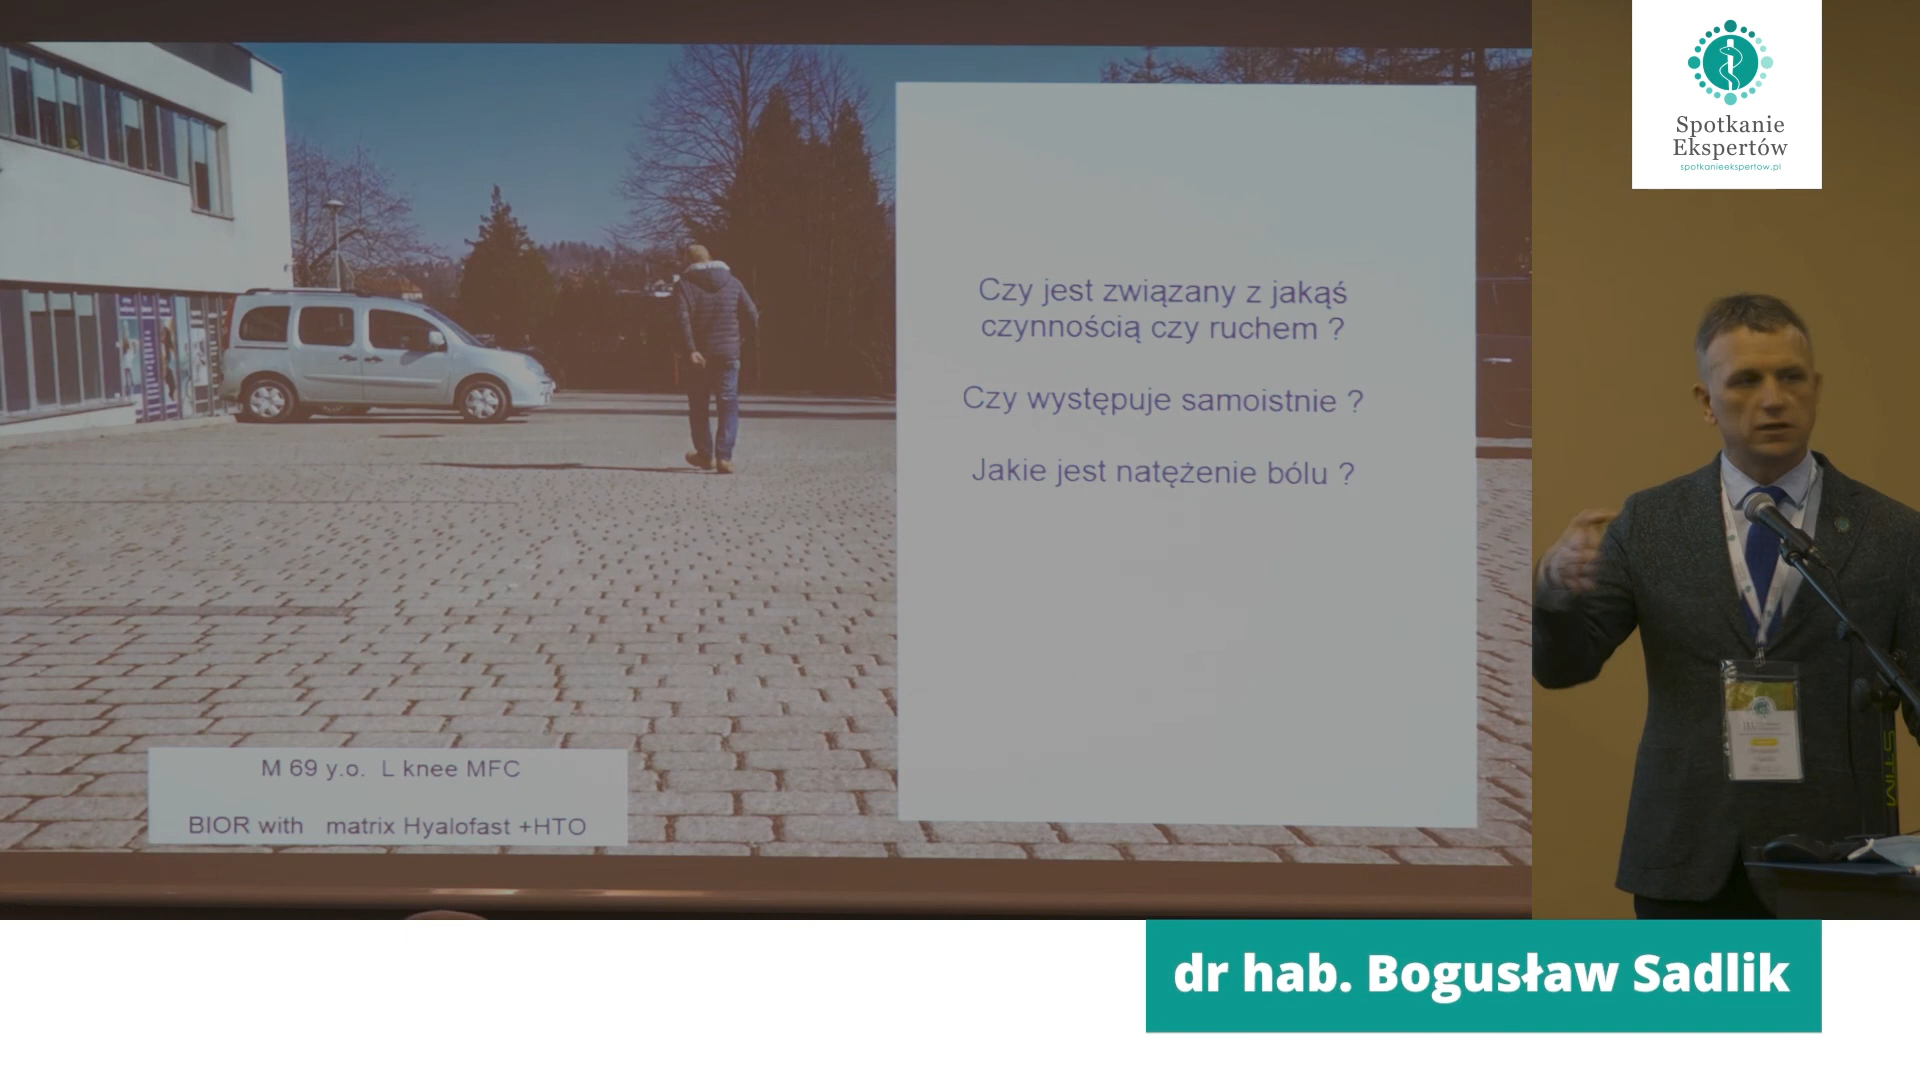 Spotkanie
Ekspertów
spotkanieekspertow.pl
Czy jest związany z jakąś
czynnością czy ruchem ?
Czy występuje samoistnie ?
Jakie jest natężenie bólu ?
M 69 y.o. L knee MFC
BIOR with matrix Hyalofast +HTO
dr hab. Bogusław Sadlik